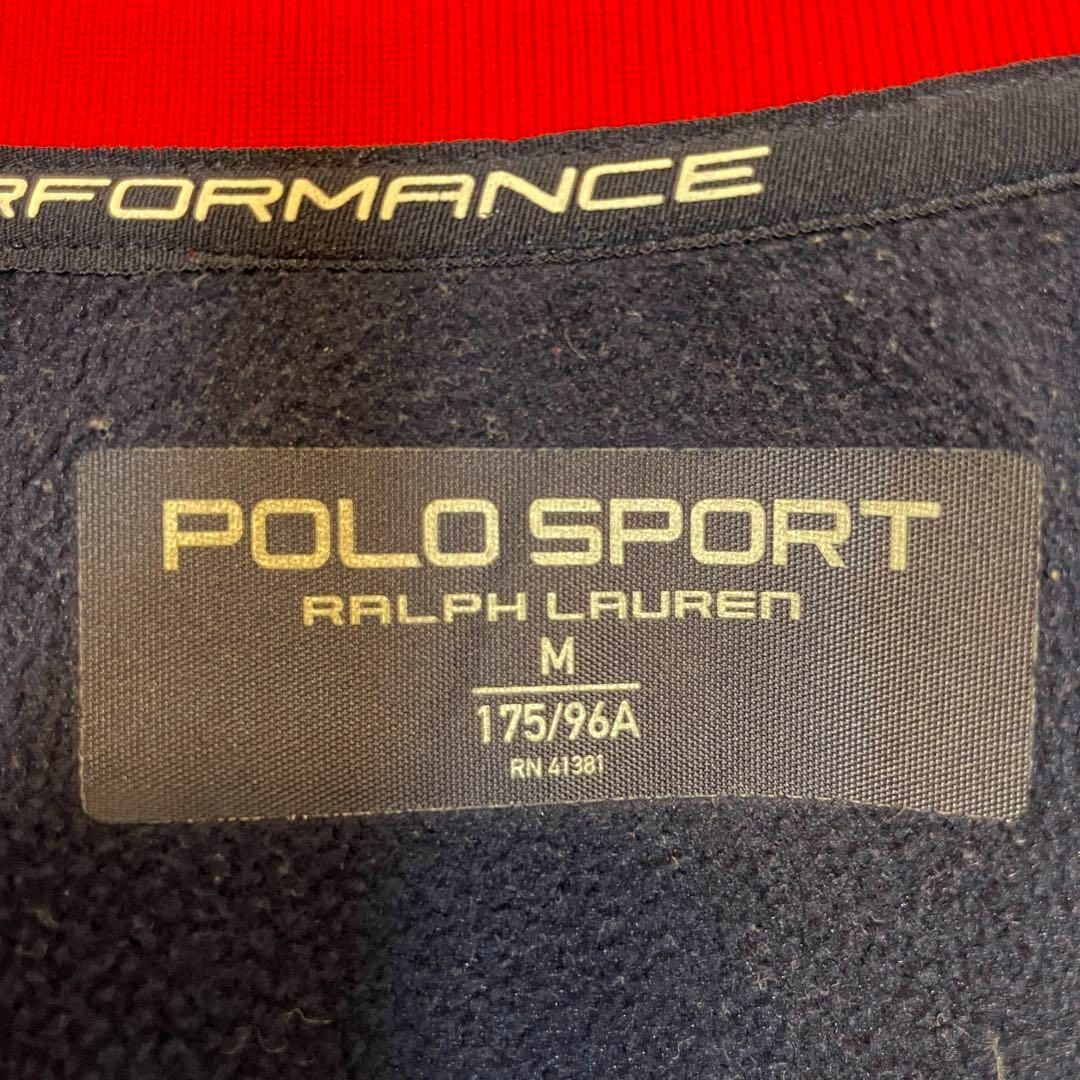 RFORMANCE
POLO SPORT
RALPH LAUREN
M
175/96A
RN 41381